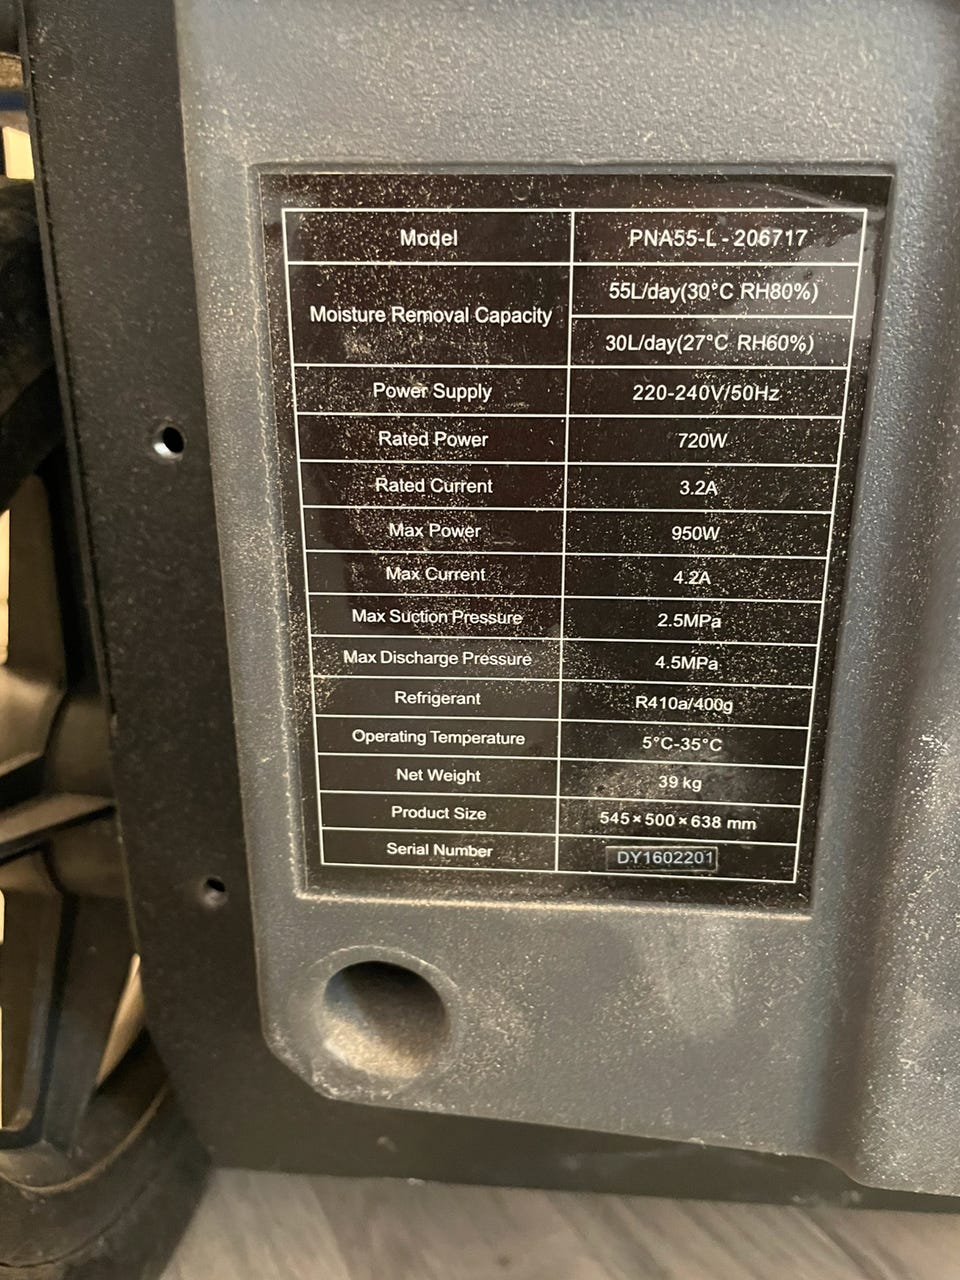 Model PNA55-L - 206717
Moisture Removal Capacity 55L/day(30°C RH80%)
30L/day(27°C RH60%)
Power Supply 220-240V/50Hz
Rated Power 720W
Rated Current 3.2A
Max Power 950W
Max Current 4.2A
Max Suction Pressure 2.5MPa
Max Discharge Pressure 4.5MPa
Refrigerant R410a/400g
Operating Temperature 5°C-35°C
Net Weight 39 kg
Product Size 545×500×638 mm
Serial Number DY1602201